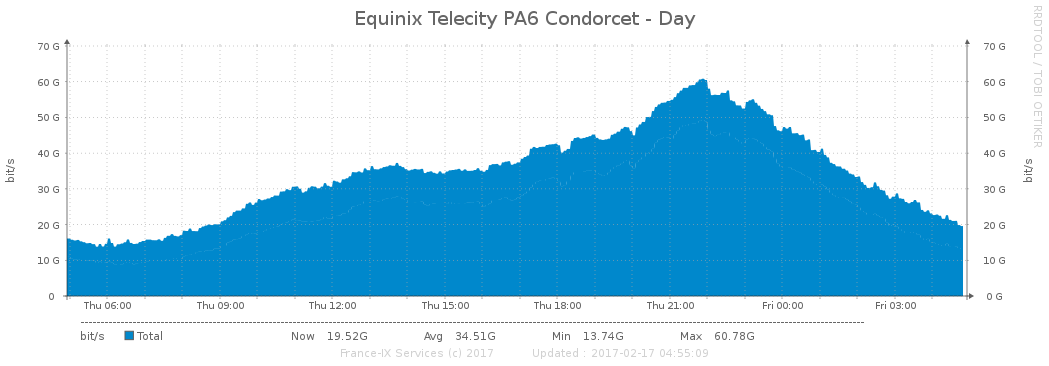 Equinix Telecity PA6 Condorcet - Day
RRDTOOL / TOBI OETIKER
bit/s
70 G 70 G
60 G 60 G
50 G 50 G
40 G 40 G
30 G 30 G
20 G 20 G
10 G 10 G
0 0 G
bit/s
Thu 06:00 Thu 09:00 Thu 12:00 Thu 15:00 Thu 18:00 Thu 21:00 Fri 00:00 Fri 03:00
bit/s Total Now 19.52G Avg 34.51G Min 13.74G Max 60.78G
France-IX Services (c) 2017 Updated : 2017-02-17 04:55:09